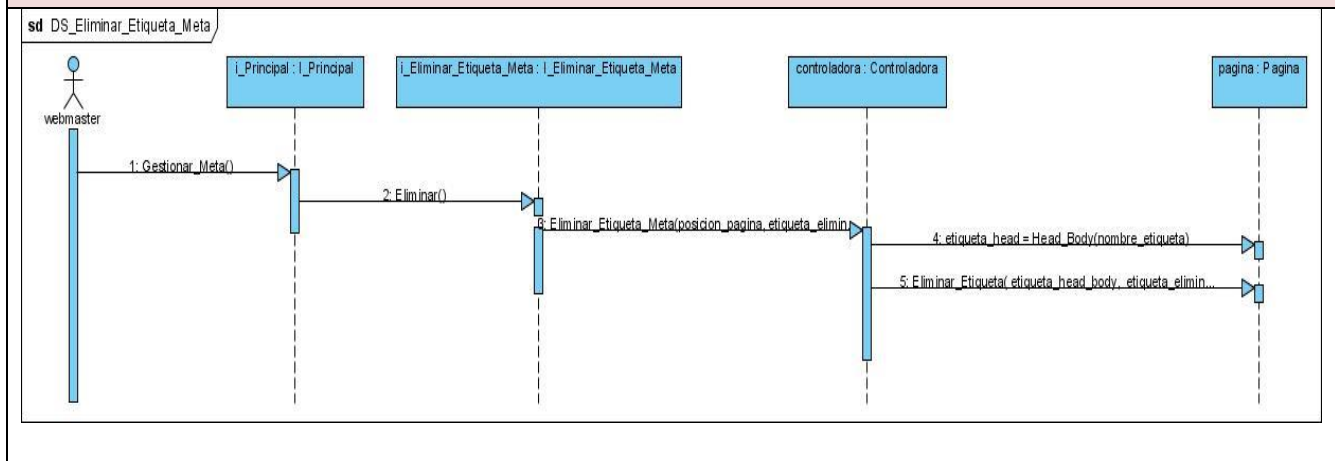 sd DS_Eliminar_Etiqueta_Meta
i_Principal : I_Principal
i_Eliminar_Etiqueta_Meta : I_Eliminar_Etiqueta_Meta
controladora : Controladora
pagina : Pagina
webmaster
1: Gestionar_Meta()
2: Eliminar()
3: Eliminar_Etiqueta_Meta(posicion_pagina, etiqueta_elimin
4: etiqueta_head = Head_Body(nombre_etiqueta)
5: Eliminar_Etiqueta( etiqueta_head_body, etiqueta_elimin...